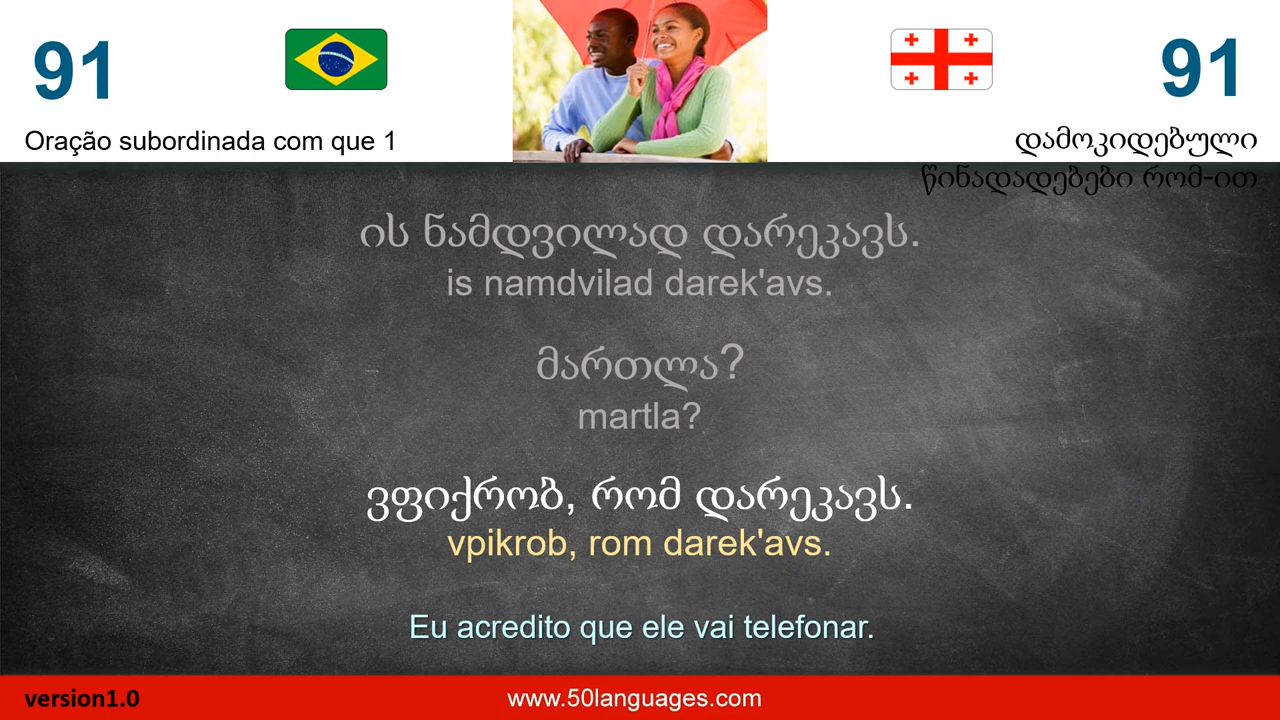 91
Oração subordinada com que 1
91
დამოკიდებული
წინადადებები რომ-ით
ის ნამდვილად დარეკავს.
is namdvilad darek'avs.
მართლა?
martla?
ვფიქრობ, რომ დარეკავს.
vpikrob, rom darek'avs.
Eu acredito que ele vai telefonar.
version1.0
www.50languages.com